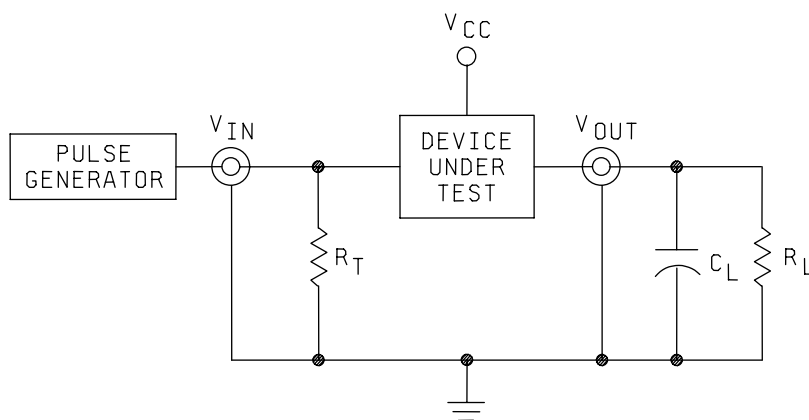 VCC
VIN
VOUT
PULSE
GENERATOR
DEVICE
UNDER
TEST
RT
CL
RL